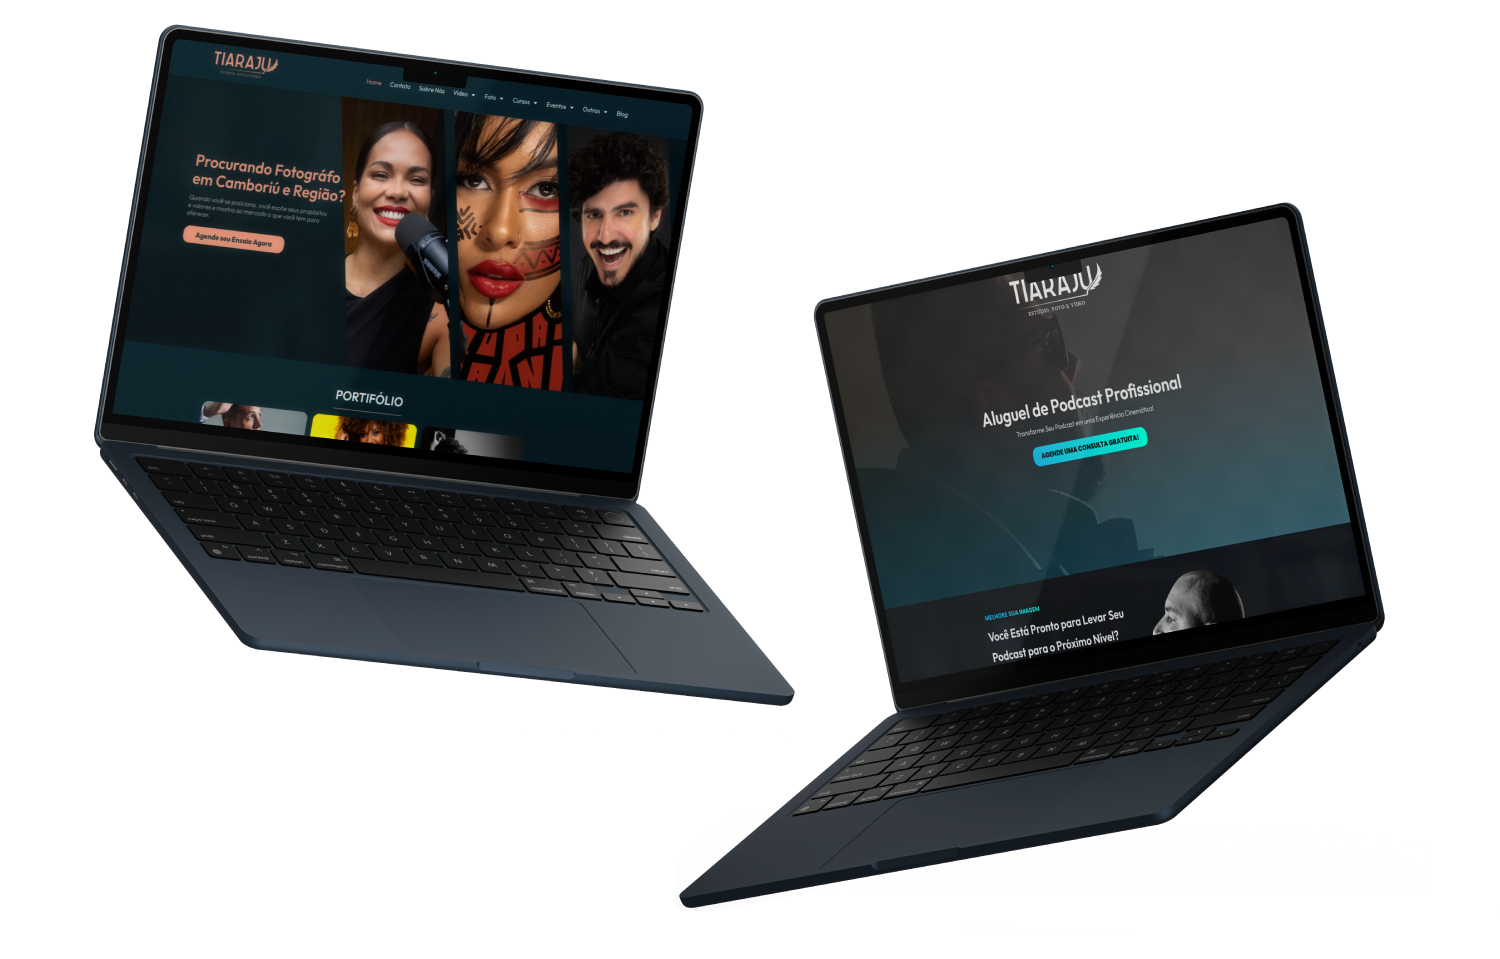 TIARAJU
ESTÚDIO FOTO E VÍDEO
Home Contato Sobre Nós Vídeo Foto Cursos Eventos Outros Blog
Procurando Fotográfo
em Camboriú e Região?
Quando você se posiciona, você expõe seus propósitos
e valores e mostra ao mercado o que você tem para
oferecer.
Agende seu Ensaio Agora
PORTIFÓLIO
TIARAJU
ESTÚDIO, FOTO E VÍDEO
Aluguel de Podcast Profissional
Transforme Seu Podcast em uma Experiência Cinemática!
AGENDE UMA CONSULTA GRATUITA!
MELHORE SUA IMAGEM
Você Está Pronto para Levar Seu
Podcast para o Próximo Nível?